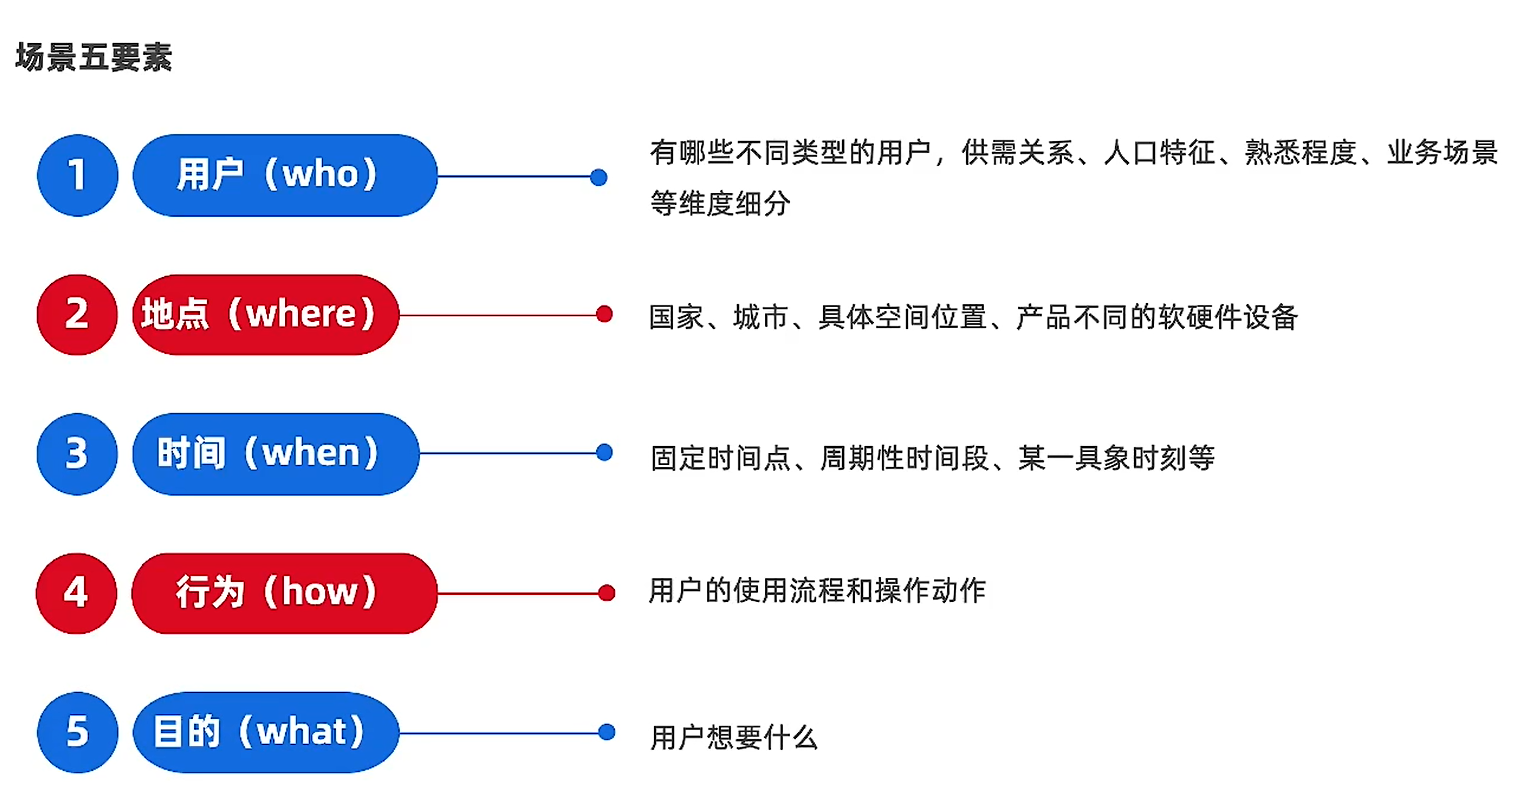 场景五要素
1
用户（who）
有哪些不同类型的用户，供需关系、人口特征、熟悉程度、业务场景
等维度细分
2
地点（where）
国家、城市、具体空间位置、产品不同的软硬件设备
3
时间（when）
固定时间点、周期性时间段、某一具象时刻等
4
行为（how）
用户的使用流程和操作动作
5
目的（what）
用户想要什么